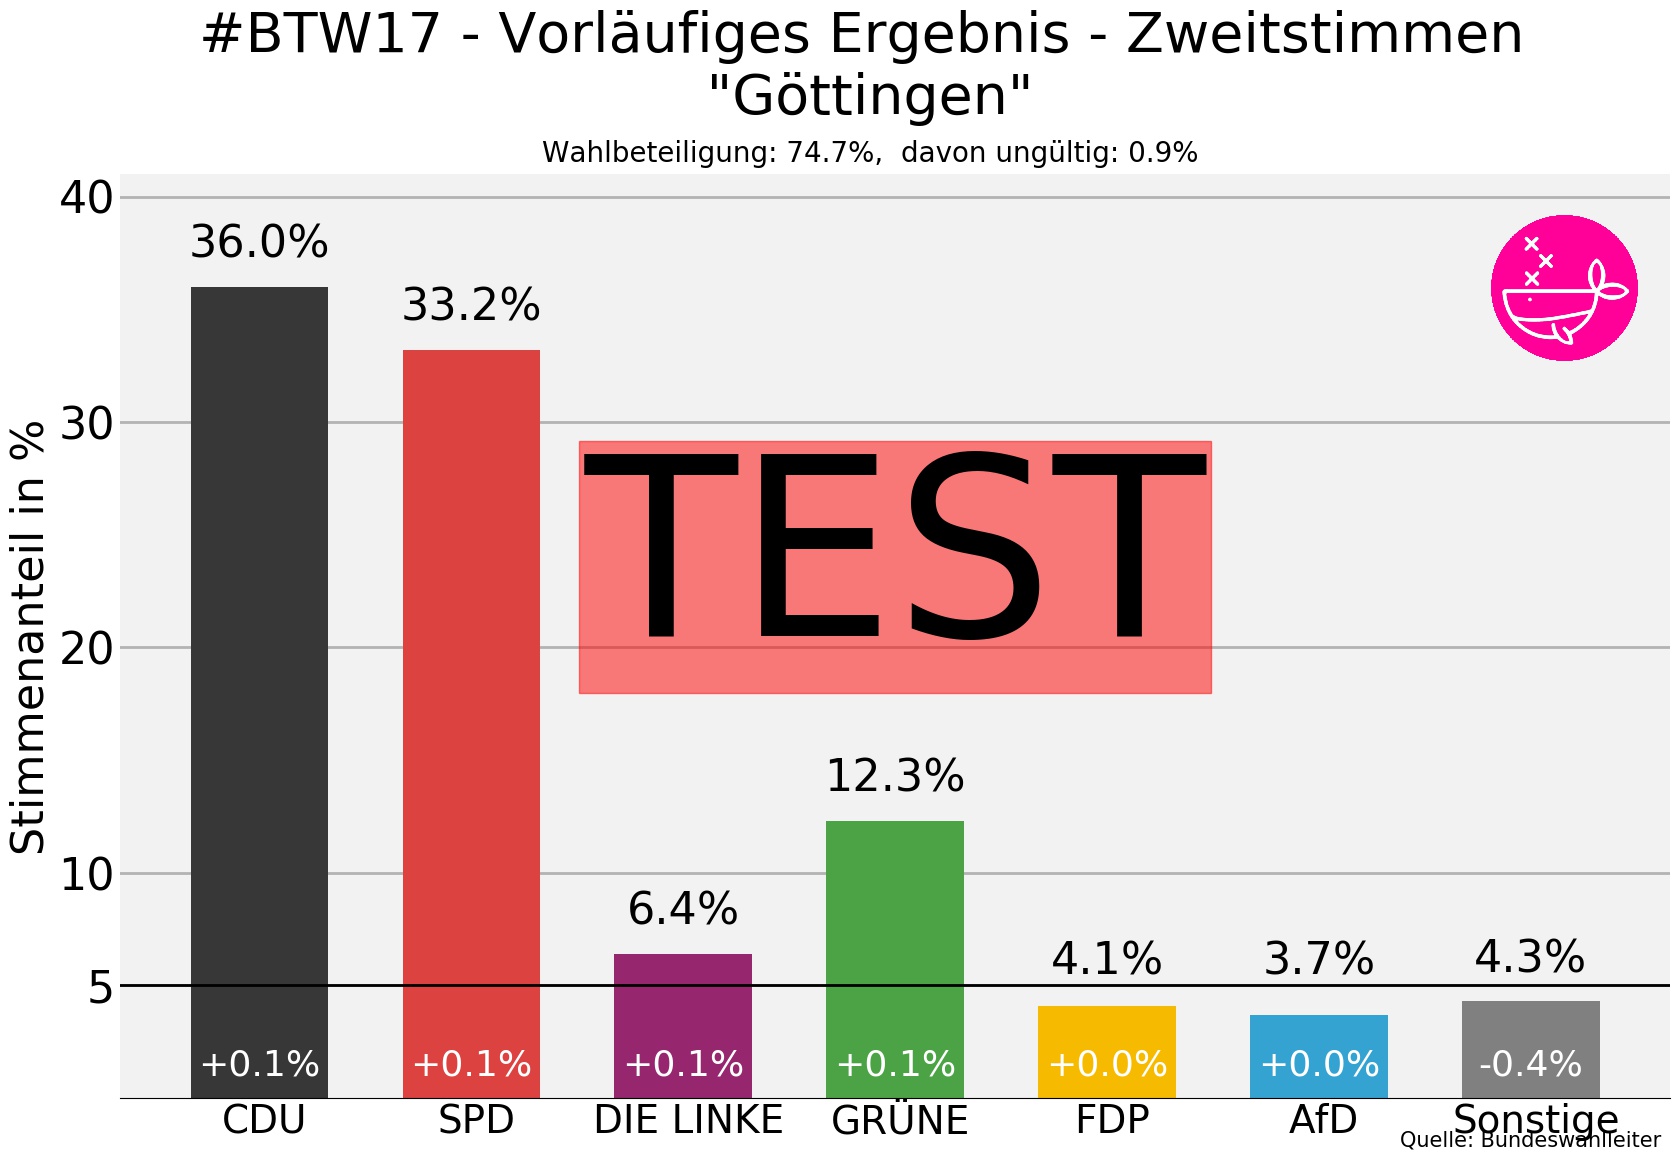 #BTW17 - Vorläufiges Ergebnis - Zweitstimmen
"Göttingen"
Wahlbeteiligung: 74.7%,  davon ungültig: 0.9%
Stimmenanteil in %
40
30
20
10
5
36.0%
33.2%
6.4%
12.3%
4.1%
3.7%
4.3%
TEST
+0.1%
+0.1%
+0.1%
+0.1%
+0.0%
+0.0%
-0.4%
CDU
SPD
DIE LINKE
GRÜNE
FDP
AfD
Sonstige
Quelle: Bundeswahlleiter